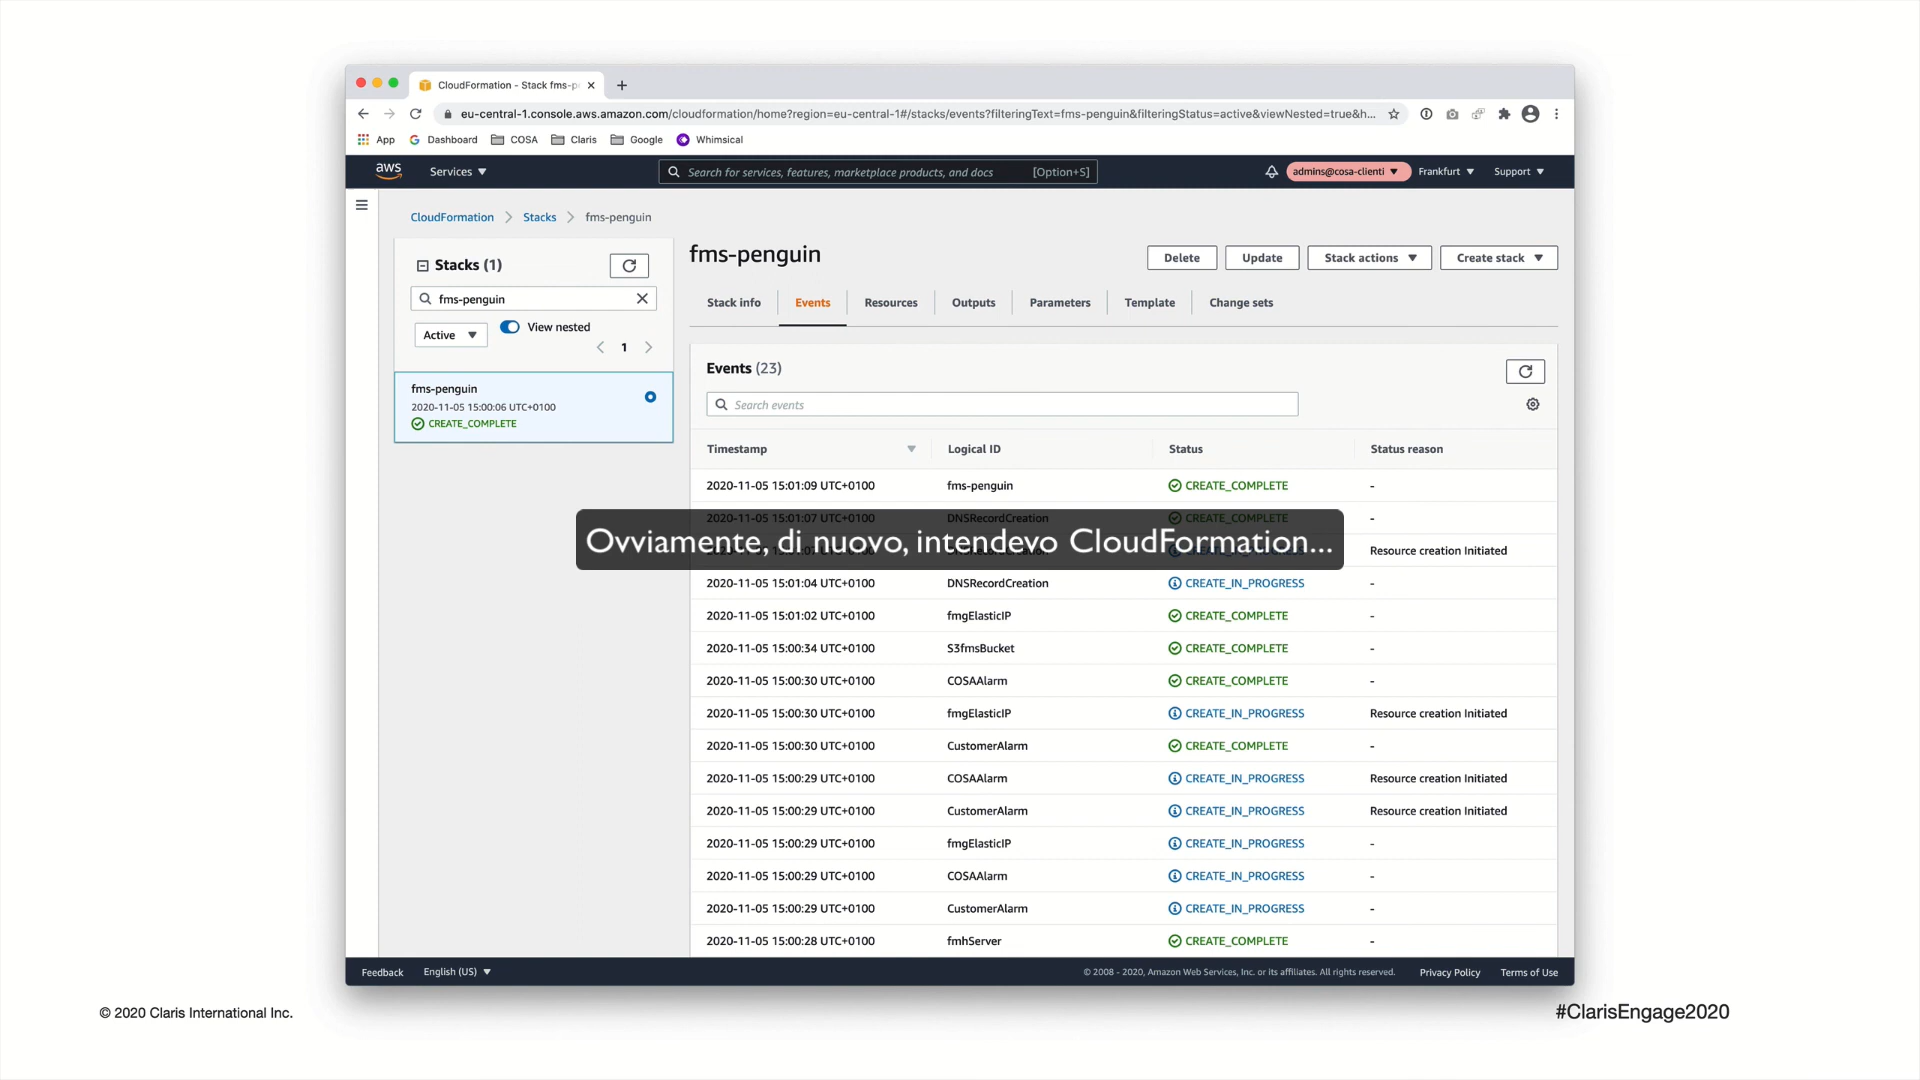 CloudFormation - Stack fms-p
eu-central-1.console.aws.amazon.com/cloudformation/home?region=eu-central-1#/stacks/events?filteringText=fms-penguin&filteringStatus=active&viewNested=true&h...
App Dashboard COSA Claris Google Whimsical
aws Services Search for services, features, marketplace products, and docs [Option+S] admins@cosa-clienti Frankfurt Support
CloudFormation Stacks fms-penguin
Stacks (1)
fms-penguin
Active View nested
1
fms-penguin
2020-11-05 15:00:06 UTC+0100
CREATE_COMPLETE
fms-penguin
Delete Update Stack actions Create stack
Stack info Events Resources Outputs Parameters Template Change sets
Events (23)
Search events
Timestamp Logical ID Status Status reason
2020-11-05 15:01:09 UTC+0100 fms-penguin CREATE_COMPLETE -
2020-11-05 15:01:07 UTC+0100 DNSRecordCreation CREATE_COMPLETE -
Ovviamente, di nuovo, intendevo CloudFormation...
Resource creation Initiated
2020-11-05 15:01:04 UTC+0100 DNSRecordCreation CREATE_IN_PROGRESS -
2020-11-05 15:01:02 UTC+0100 fmgElasticIP CREATE_COMPLETE -
2020-11-05 15:00:34 UTC+0100 S3fmsBucket CREATE_COMPLETE -
2020-11-05 15:00:30 UTC+0100 COSAAlarm CREATE_COMPLETE -
2020-11-05 15:00:30 UTC+0100 fmgElasticIP CREATE_IN_PROGRESS Resource creation Initiated
2020-11-05 15:00:30 UTC+0100 CustomerAlarm CREATE_COMPLETE -
2020-11-05 15:00:29 UTC+0100 COSAAlarm CREATE_IN_PROGRESS Resource creation Initiated
2020-11-05 15:00:29 UTC+0100 CustomerAlarm CREATE_IN_PROGRESS Resource creation Initiated
2020-11-05 15:00:29 UTC+0100 fmgElasticIP CREATE_IN_PROGRESS -
2020-11-05 15:00:29 UTC+0100 COSAAlarm CREATE_IN_PROGRESS -
2020-11-05 15:00:29 UTC+0100 CustomerAlarm CREATE_IN_PROGRESS -
2020-11-05 15:00:28 UTC+0100 fmhServer CREATE_COMPLETE -
Feedback English (US) © 2008 - 2020, Amazon Web Services, Inc. or its affiliates. All rights reserved. Privacy Policy Terms of Use
© 2020 Claris International Inc.
#ClarisEngage2020